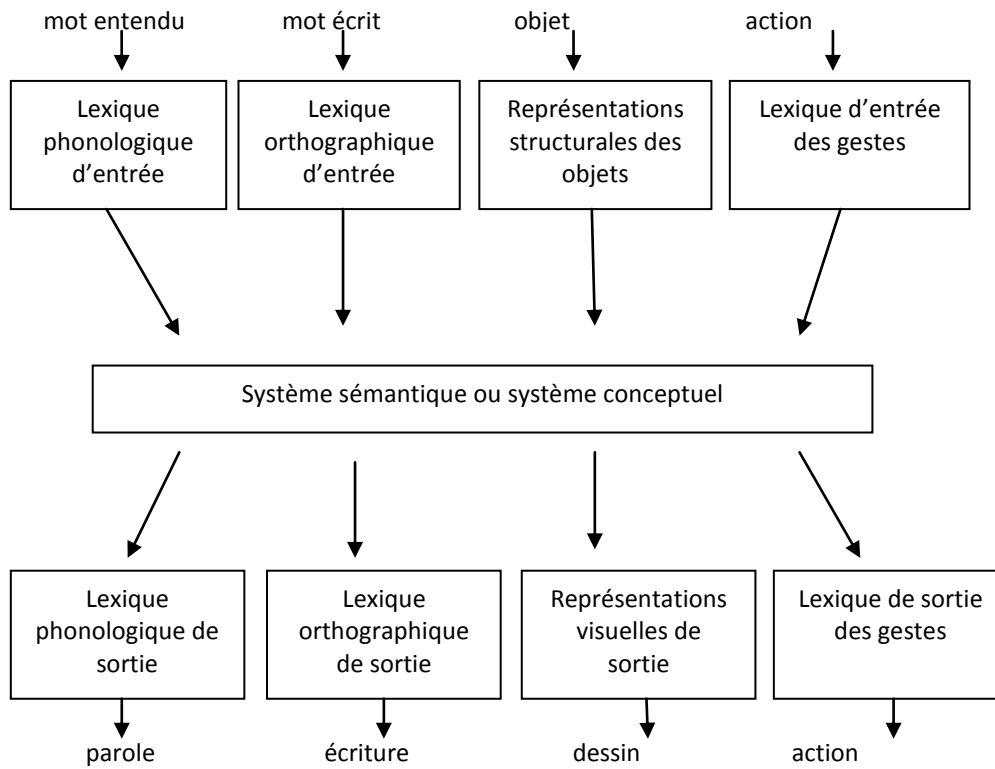 mot entendu
mot écrit
objet
action
Lexique
phonologique
d’entrée
Lexique
orthographique
d’entrée
Représentations
structurales des
objets
Lexique d’entrée
des gestes
Système sémantique ou système conceptuel
Lexique
phonologique de
sortie
Lexique
orthographique
de sortie
Représentations
visuelles de
sortie
Lexique de sortie
des gestes
parole
écriture
dessin
action